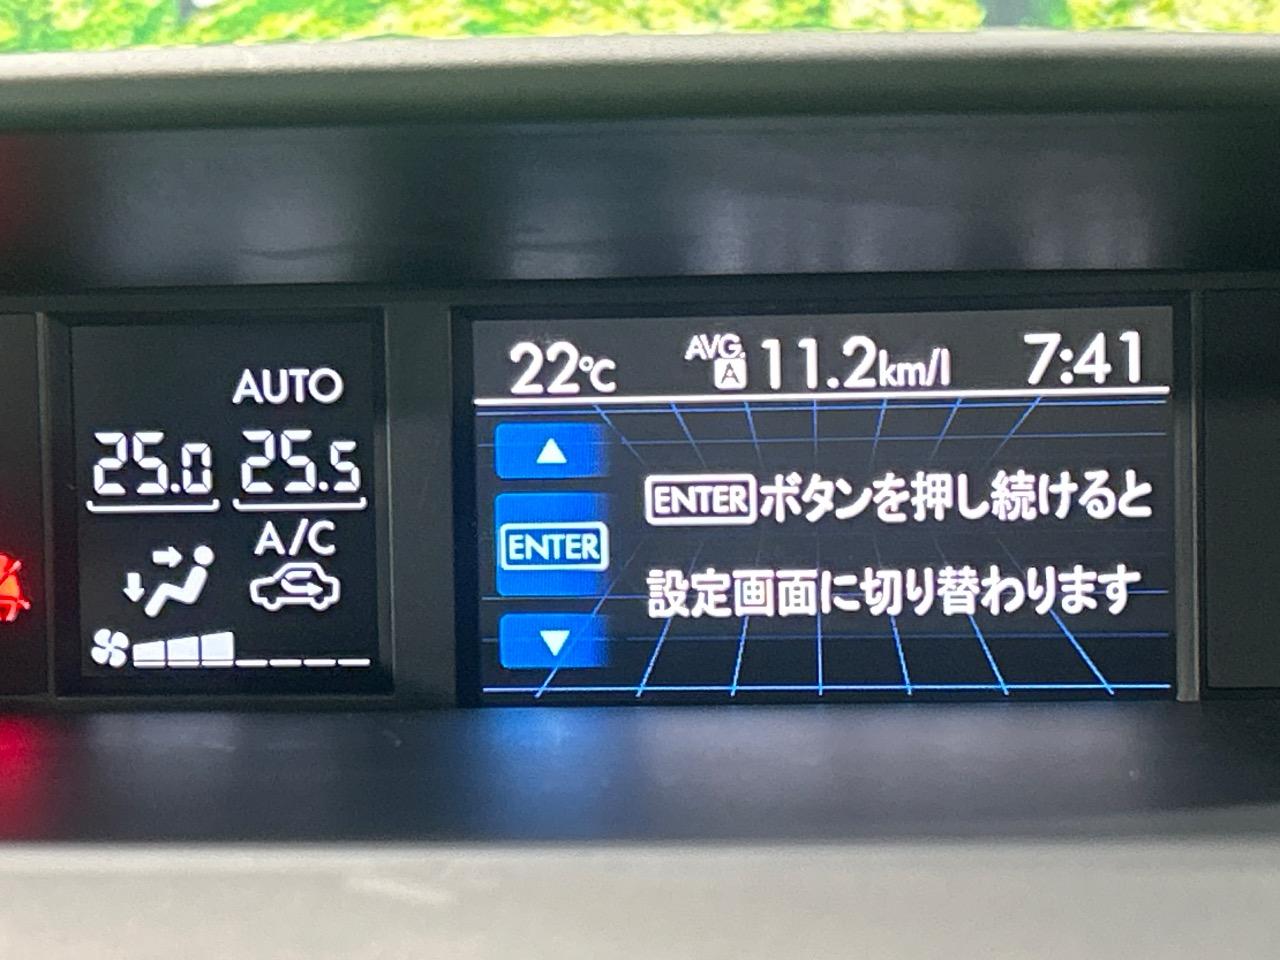 AUTO
25.0 25.5
A/C
22℃ AVG. A 11.2km/l 7:41
ENTER
ENTERボタンを押し続けると
設定画面に切り替わります